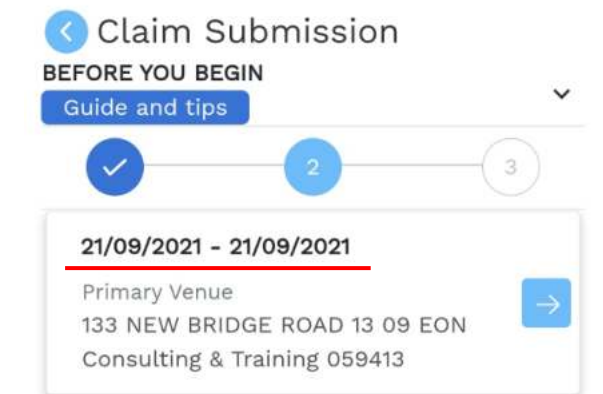 Claim Submission
BEFORE YOU BEGIN
Guide and tips
2
3
21/09/2021 - 21/09/2021
Primary Venue
133 NEW BRIDGE ROAD 13 09 EON
Consulting & Training 059413